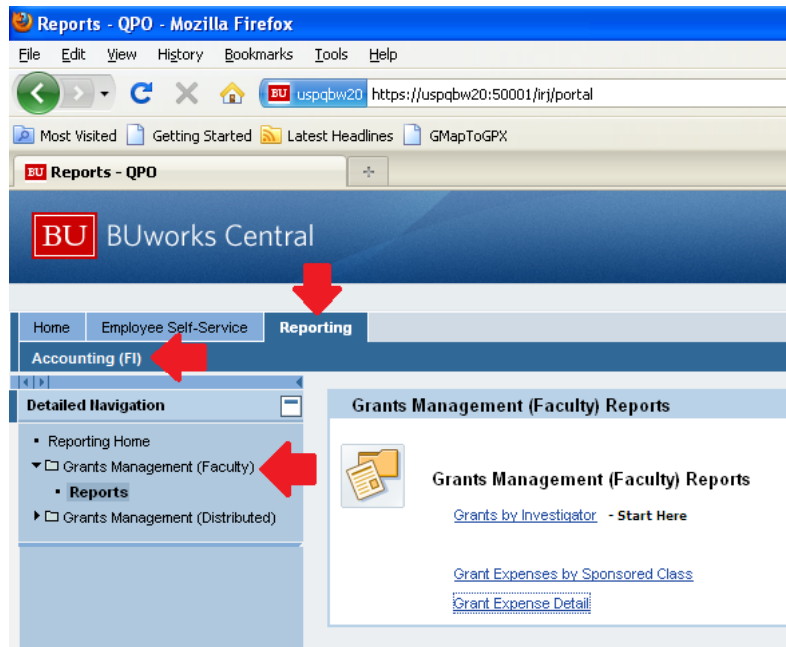 Reports - QPO - Mozilla Firefox
File Edit View History Bookmarks Tools Help
BU uspqbw20 https://uspqbw20:50001/irj/portal
Most Visited Getting Started Latest Headlines GMapToGPX
BU Reports - QPO
BU BUworks Central
Home Employee Self-Service Reporting
Accounting (FI)
Detailed Navigation
Grants Management (Faculty) Reports
Reporting Home
Grants Management (Faculty)
Reports
Grants Management (Distributed)
Grants Management (Faculty) Reports
Grants by Investigator - Start Here
Grant Expenses by Sponsored Class
Grant Expense Detail